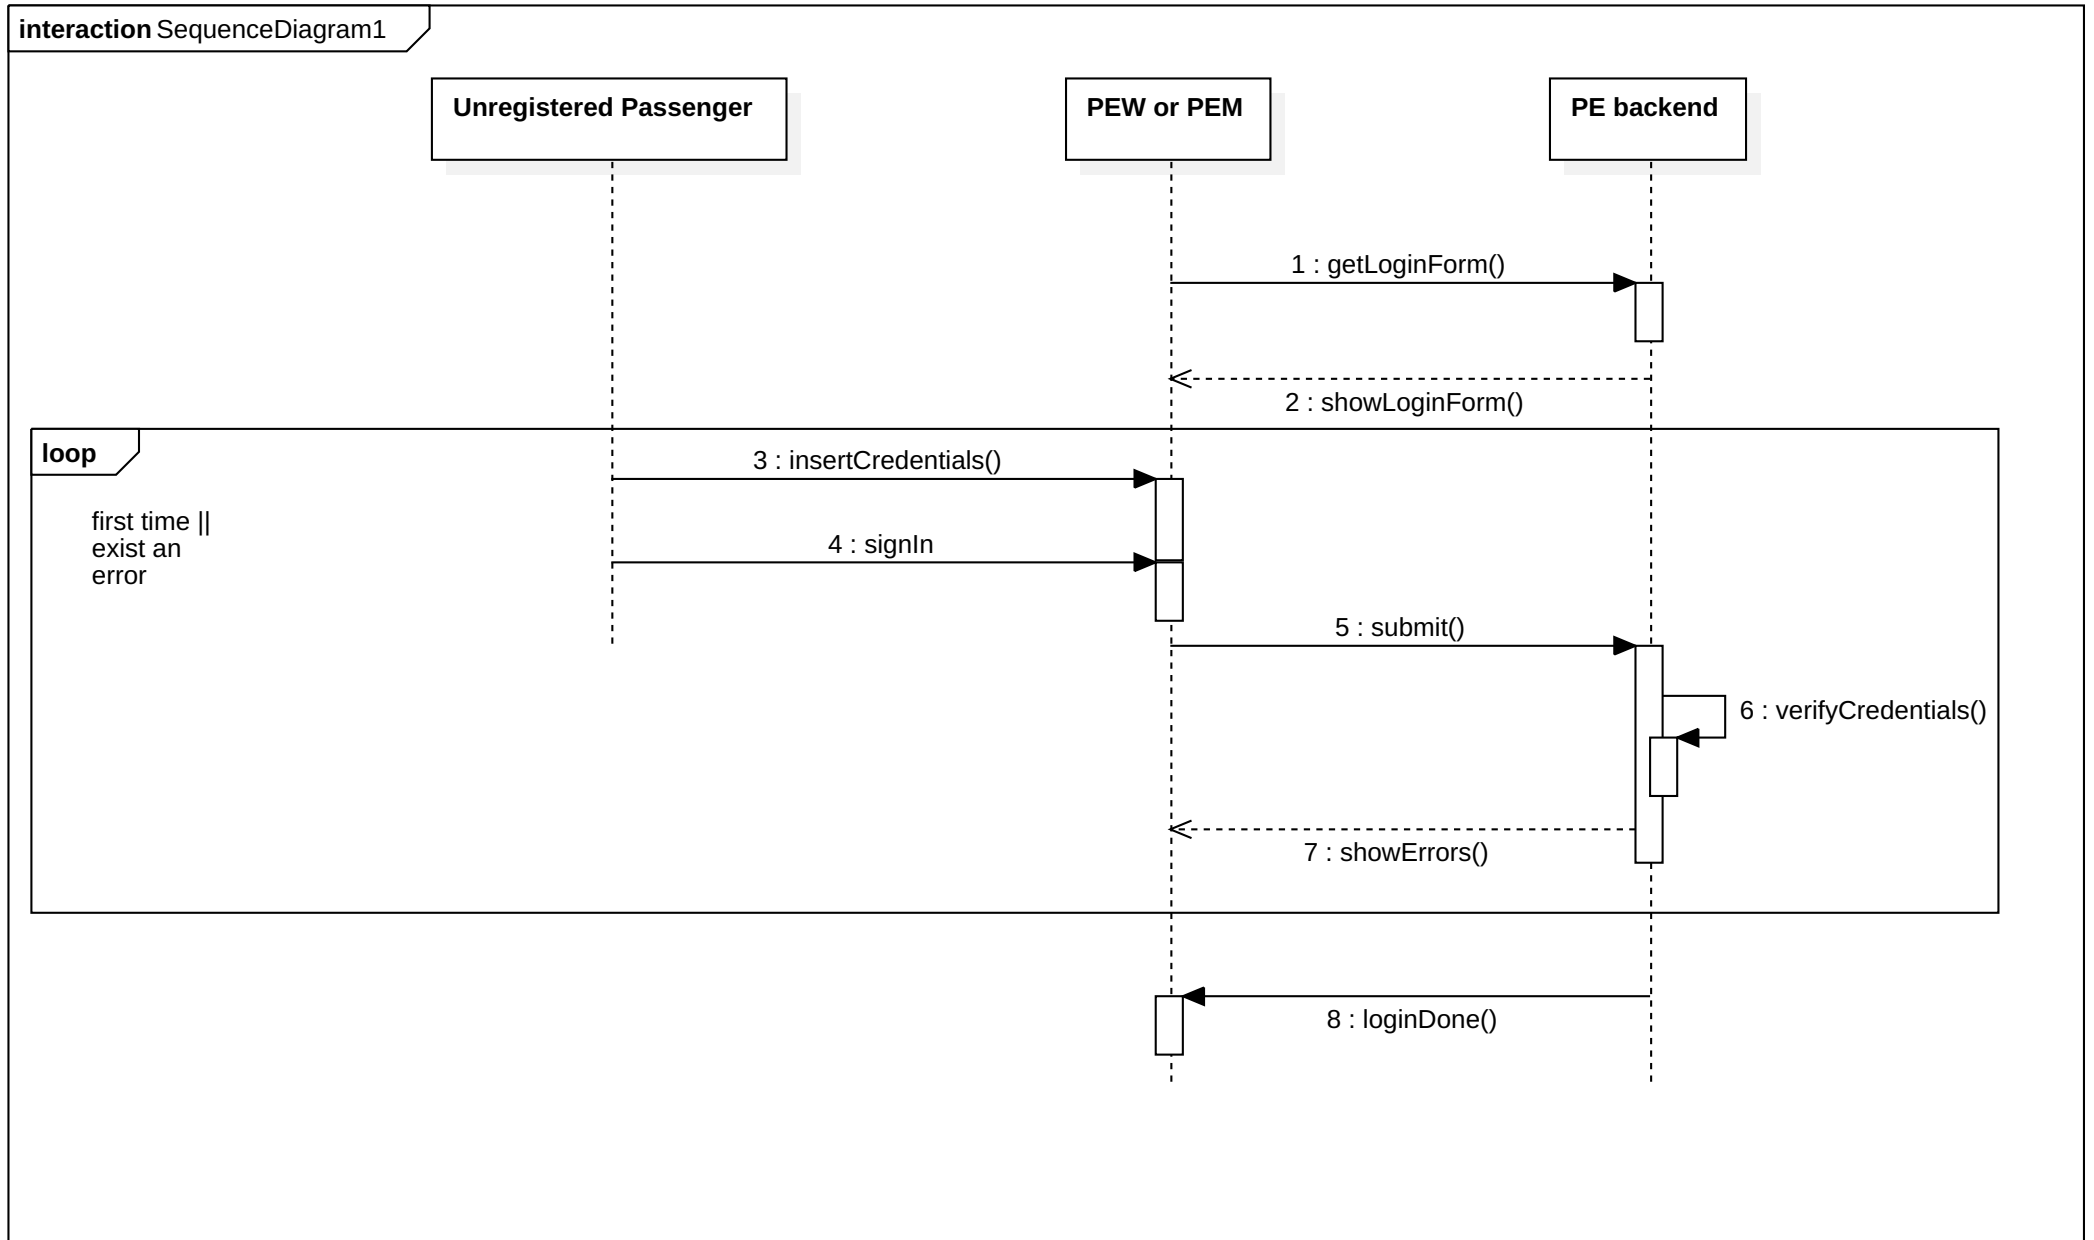 interaction SequenceDiagram1
Unregistered Passenger
PEW or PEM
PE backend
1 : getLoginForm()
2 : showLoginForm()
loop
3 : insertCredentials()
first time ||
exist an
error
4 : signIn
5 : submit()
6 : verifyCredentials()
7 : showErrors()
8 : loginDone()